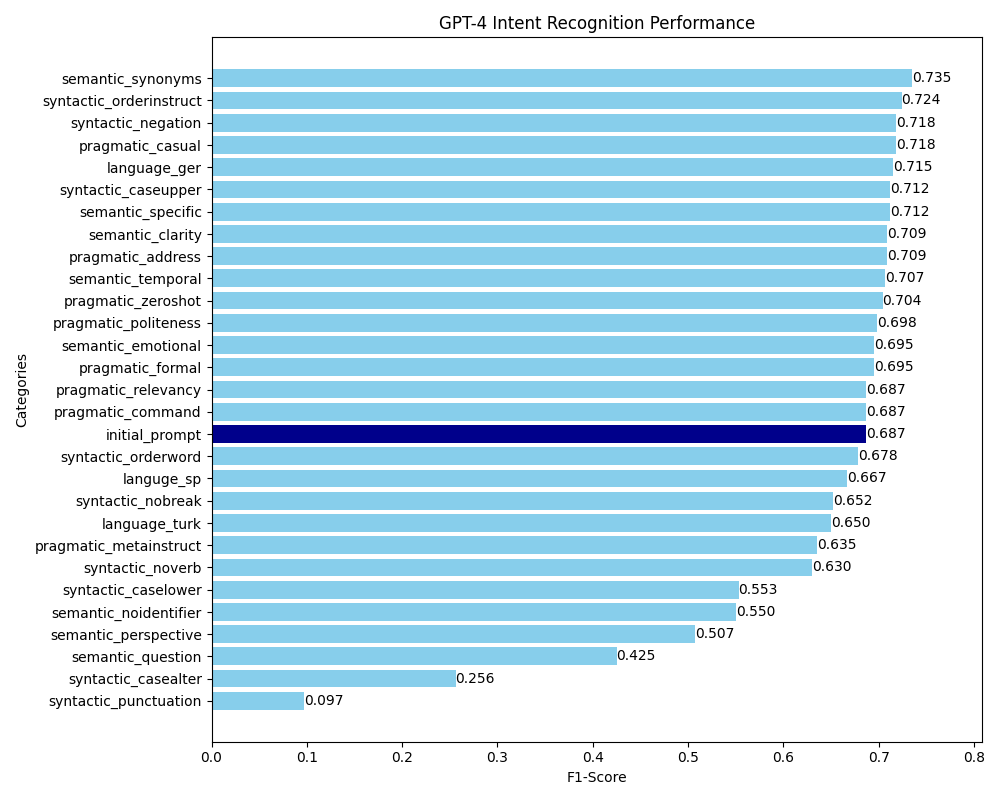 GPT-4 Intent Recognition Performance
semantic_synonyms 0.735
syntactic_orderinstruct 0.724
syntactic_negation 0.718
pragmatic_casual 0.718
language_ger 0.715
syntactic_caseupper 0.712
semantic_specific 0.712
semantic_clarity 0.709
pragmatic_address 0.709
semantic_temporal 0.707
pragmatic_zeroshot 0.704
pragmatic_politeness 0.698
semantic_emotional 0.695
pragmatic_formal 0.695
pragmatic_relevancy 0.687
pragmatic_command 0.687
initial_prompt 0.687
syntactic_orderword 0.678
languge_sp 0.667
syntactic_nobreak 0.652
language_turk 0.650
pragmatic_metainstruct 0.635
syntactic_noverb 0.630
syntactic_caselower 0.553
semantic_noidentifier 0.550
semantic_perspective 0.507
semantic_question 0.425
syntactic_casealter 0.256
syntactic_punctuation 0.097
Categories
0.0 0.1 0.2 0.3 0.4 0.5 0.6 0.7 0.8
F1-Score